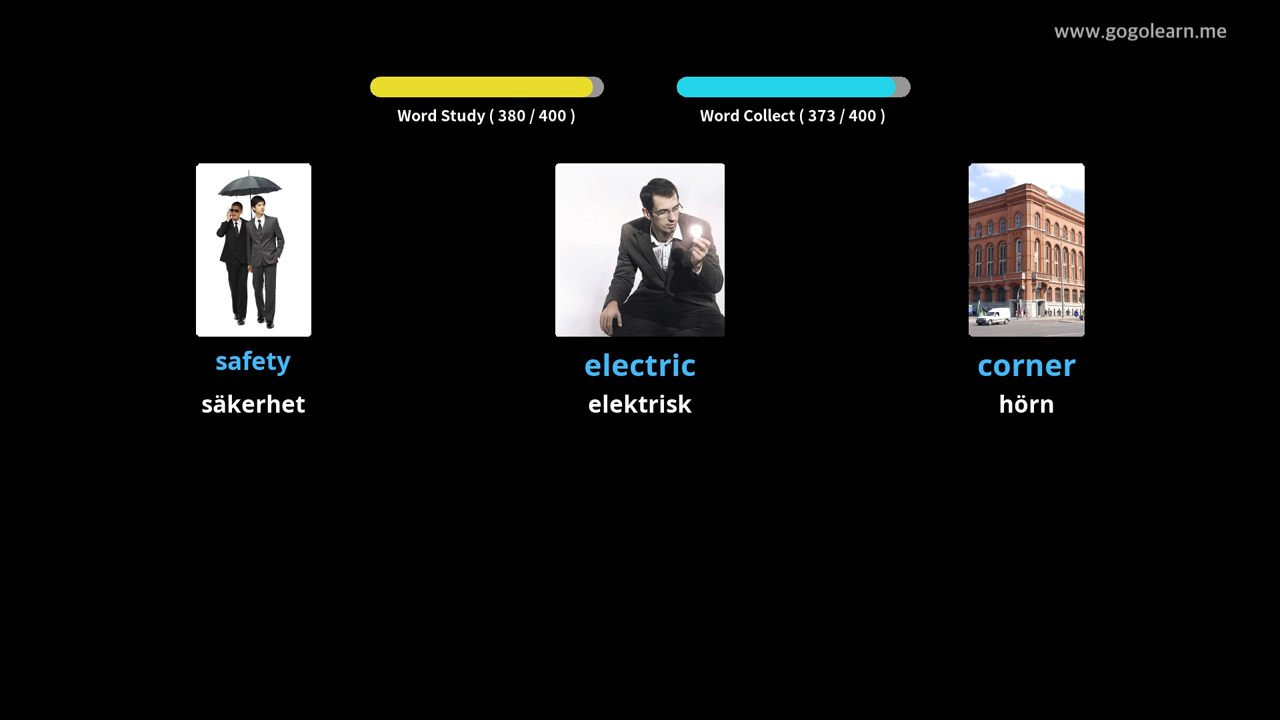 www.gogolearn.me
Word Study ( 380 / 400 )
Word Collect ( 373 / 400 )
safety
electric
corner
säkerhet
elektrisk
hörn